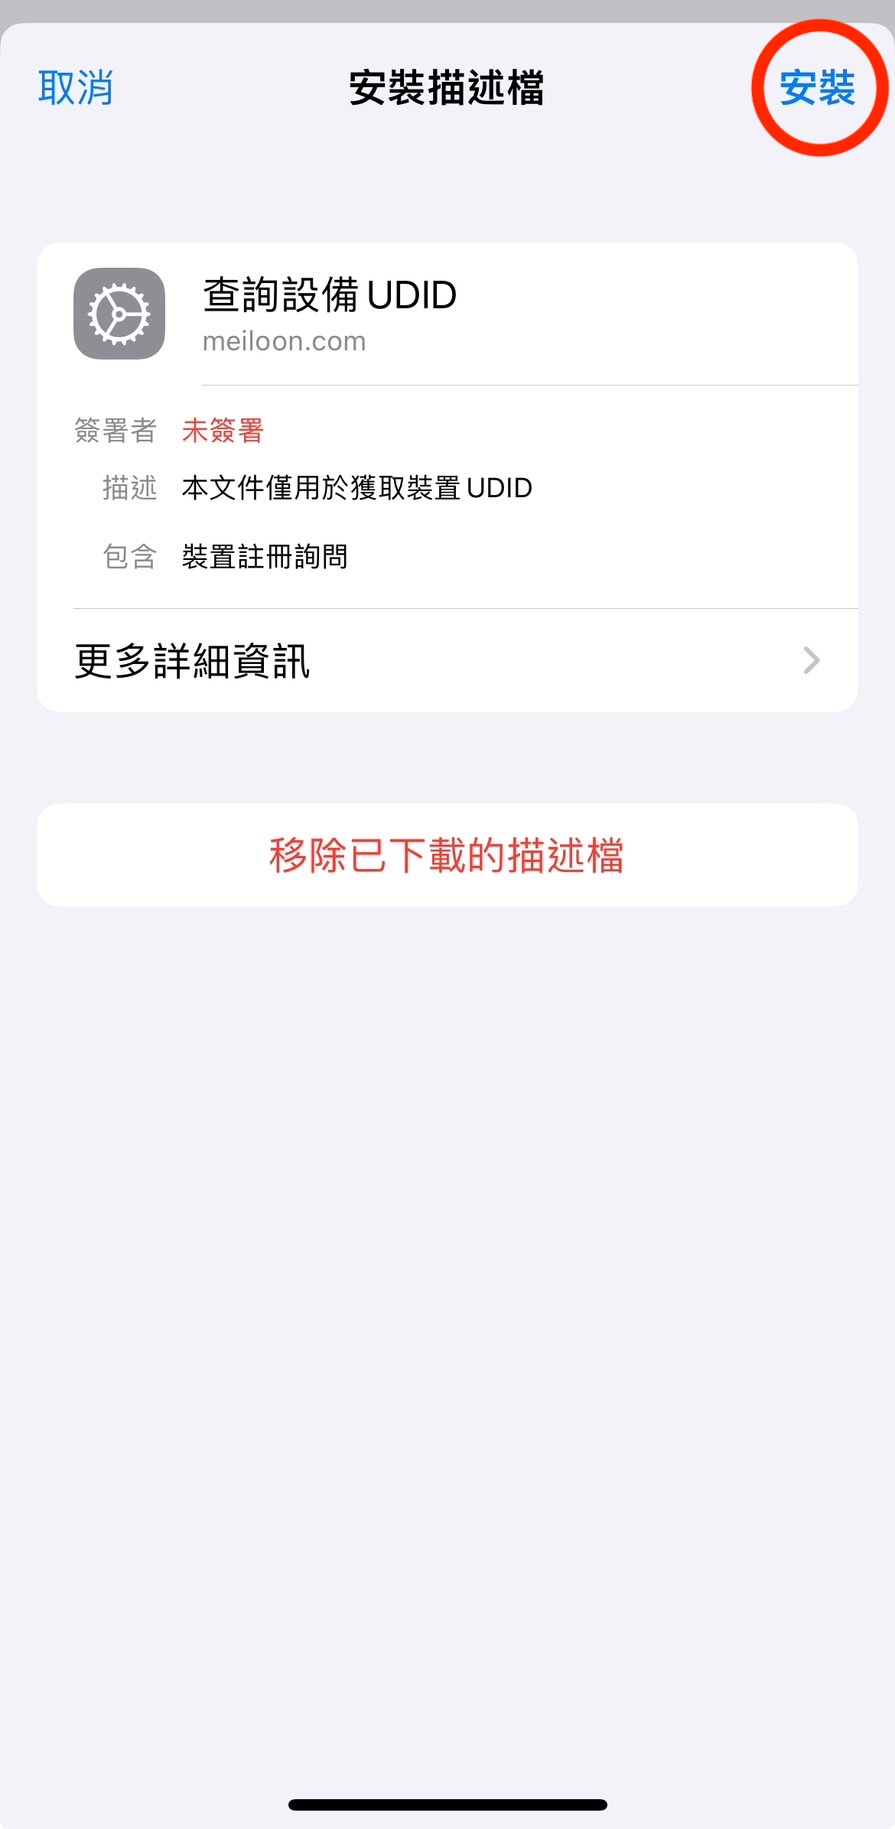 取消
安裝描述檔
安裝
查詢設備 UDID
meiloon.com
簽署者 未簽署
描述 本文件僅用於獲取裝置 UDID
包含 裝置註冊詢問
更多詳細資訊
移除已下載的描述檔